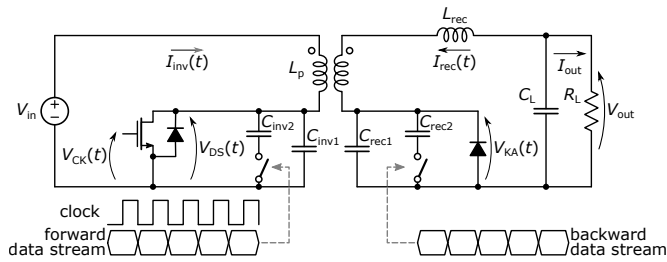 L_rec
I_inv(t)
L_p
I_rec(t)
I_out
V_in
C_inv2
C_inv1
C_rec1
C_rec2
C_L
R_L
V_out
V_CK(t)
V_DS(t)
V_KA(t)
clock
forward
data stream
backward
data stream